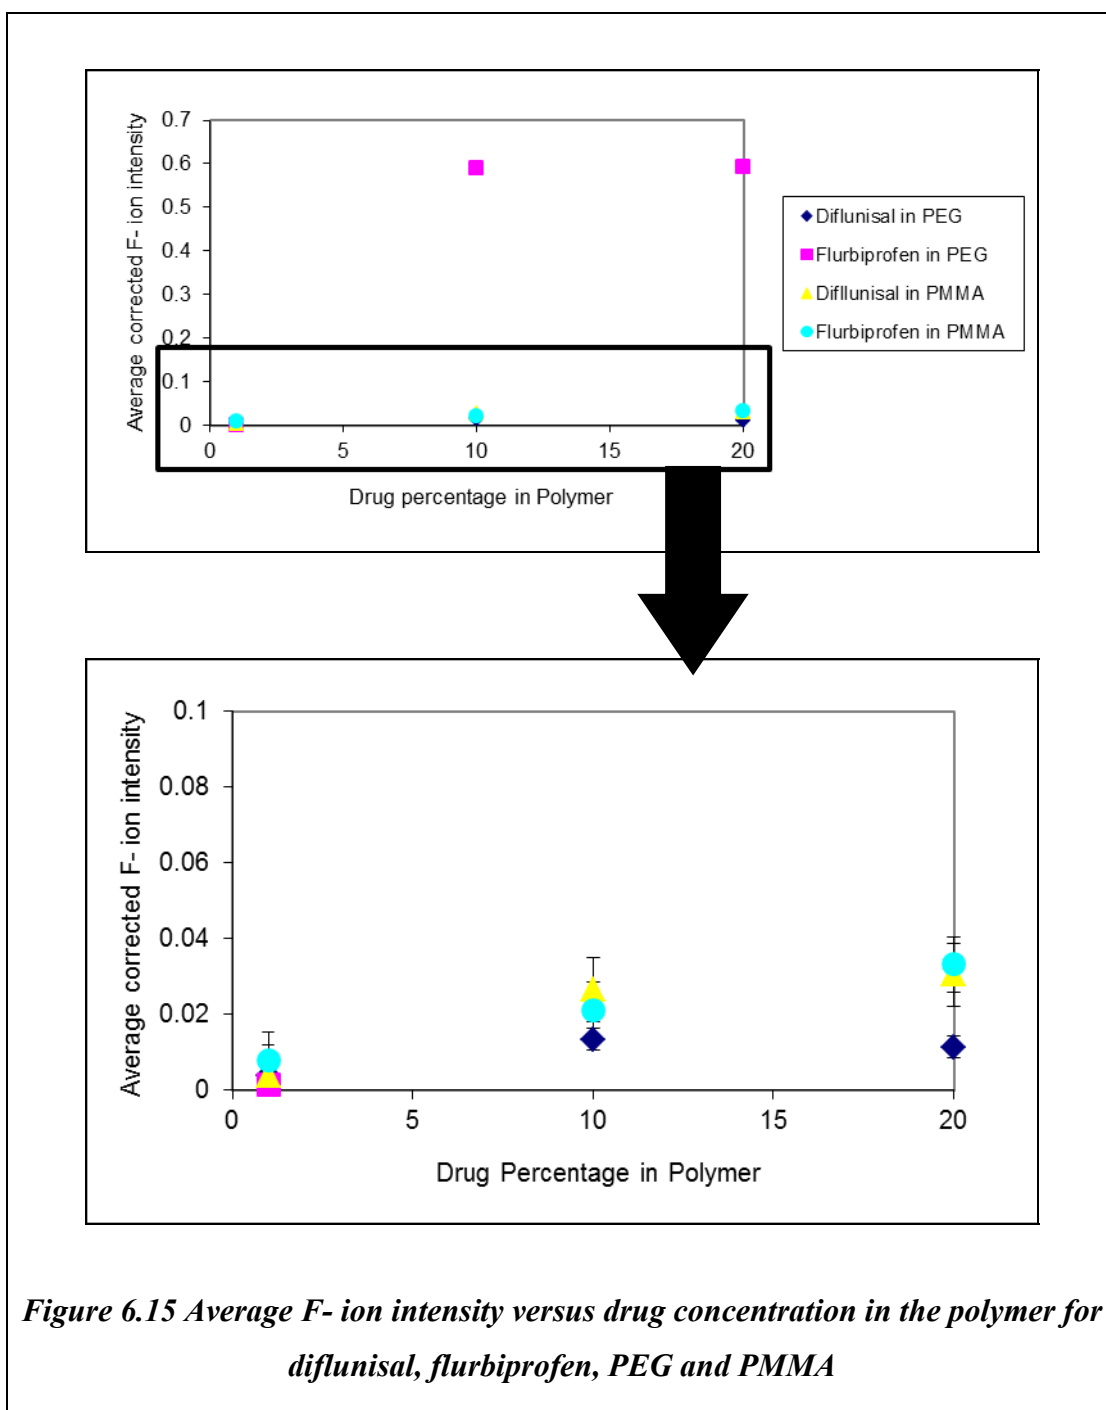 Average corrected F- ion intensity
0.7
0.6
0.5
0.4
0.3
0.2
0.1
0
0 5 10 15 20
Drug percentage in Polymer
Diflunisal in PEG
Flurbiprofen in PEG
Difllunisal in PMMA
Flurbiprofen in PMMA
Average corrected F- ion intensity
0.1
0.08
0.06
0.04
0.02
0
0 5 10 15 20
Drug Percentage in Polymer
Figure 6.15 Average F- ion intensity versus drug concentration in the polymer for
diflunisal, flurbiprofen, PEG and PMMA